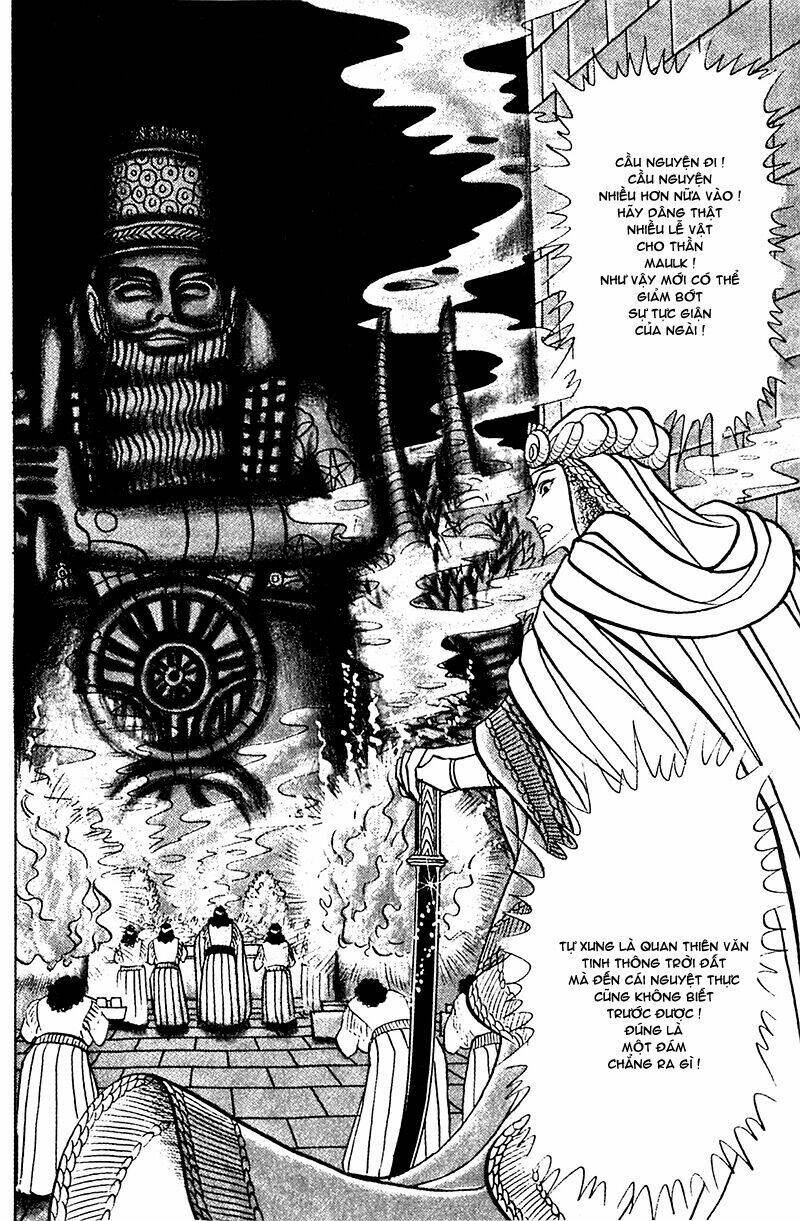 CẦU NGUYỆN ĐI !
CẦU NGUYỆN
NHIỀU HƠN NỮA VÀO !
HÃY DÂNG THẬT
NHIỀU LỄ VẬT
CHO THẦN
MAULK !
NHƯ VẬY MỚI CÓ THỂ
GIẢM BỚT
SỰ TỰC GIẬN
CỦA NGÀI !
TỰ XƯNG LÀ QUAN THIÊN VĂN
TINH THÔNG TRỜI ĐẤT
MÀ ĐẾN CÁI NGUYỆT THỰC
CŨNG KHÔNG BIẾT
TRƯỚC ĐƯỢC !
ĐÚNG LÀ
MỘT ĐÁM
CHẲNG RA GÌ !